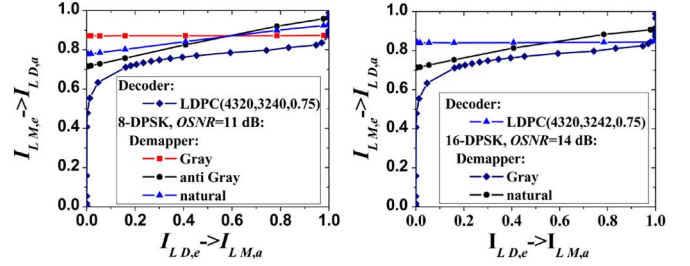 1.0
0.8
0.6
0.4
0.2
0.0
I L M,e ->I L D,a
Decoder:
LDPC(4320,3240,0.75)
8-DPSK, OSNR=11 dB:
Demapper:
Gray
anti Gray
natural
0.0 0.2 0.4 0.6 0.8 1.0
I L D,e ->I L M,a
1.0
0.8
0.6
0.4
0.2
0.0
I L M,e ->I L D,a
Decoder:
LDPC(4320,3242,0.75)
16-DPSK, OSNR=14 dB:
Demapper:
Gray
natural
0.0 0.2 0.4 0.6 0.8 1.0
I L D,e ->I L M,a